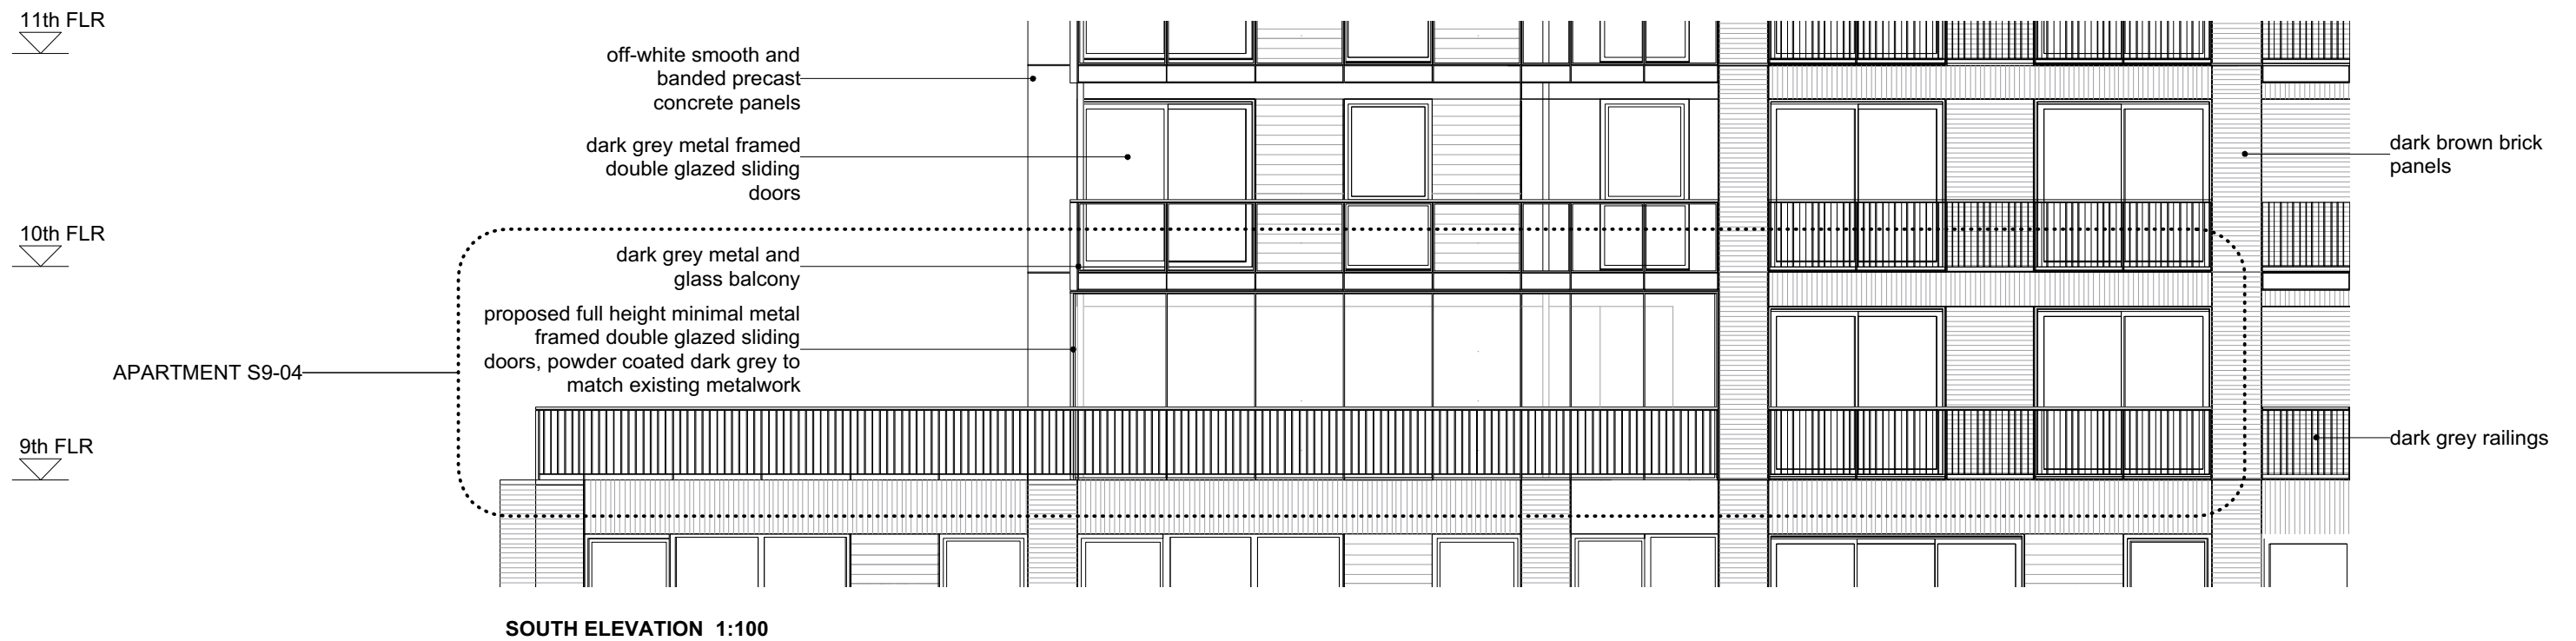 11th FLR
off-white smooth and
banded precast
concrete panels
dark grey metal framed
double glazed sliding
doors
dark brown brick
panels
10th FLR
dark grey metal and
glass balcony
proposed full height minimal metal
framed double glazed sliding
doors, powder coated dark grey to
match existing metalwork
APARTMENT S9-04
9th FLR
dark grey railings
SOUTH ELEVATION 1:100